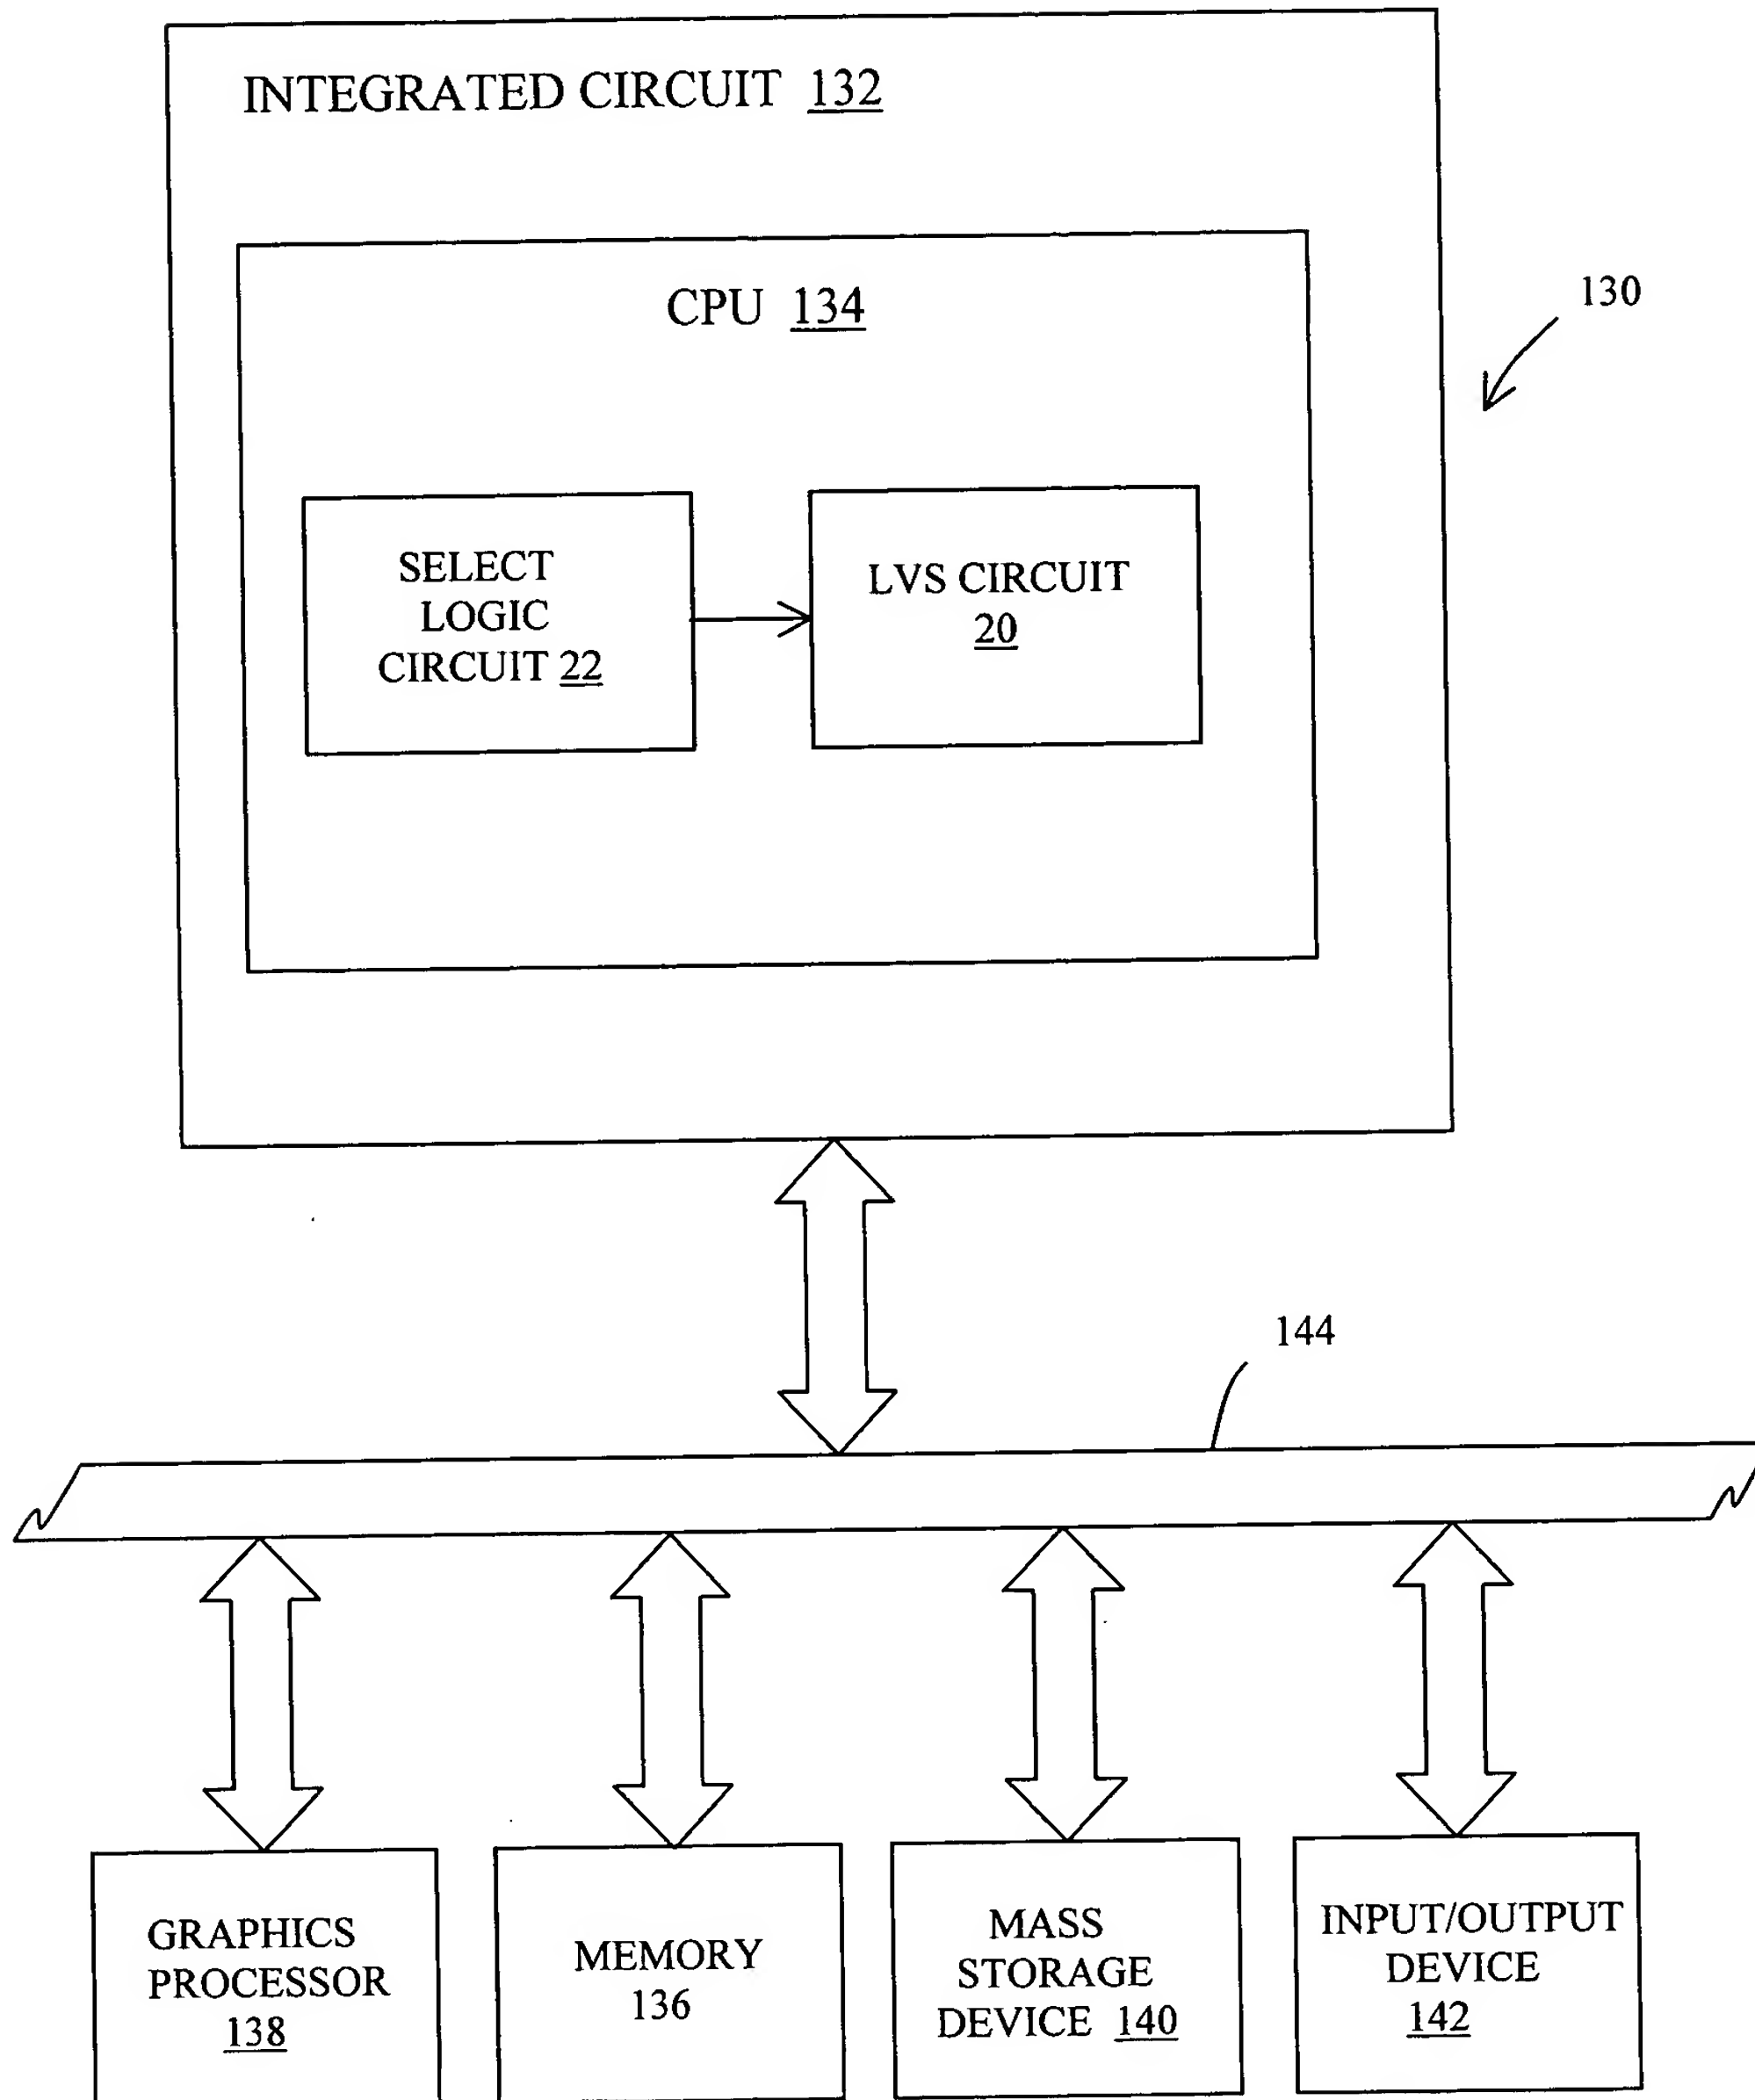 INTEGRATED CIRCUIT 132
CPU 134
130
SELECT
LOGIC
CIRCUIT 22
LVS CIRCUIT
20
144
GRAPHICS
PROCESSOR
138
MEMORY
136
MASS
STORAGE
DEVICE 140
INPUT/OUTPUT
DEVICE
142